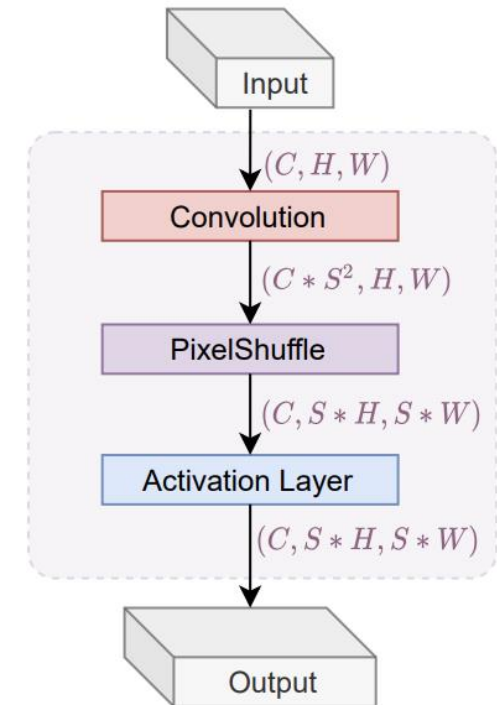 Input
(C, H, W)
Convolution
(C * S², H, W)
PixelShuffle
(C, S * H, S * W)
Activation Layer
(C, S * H, S * W)
Output